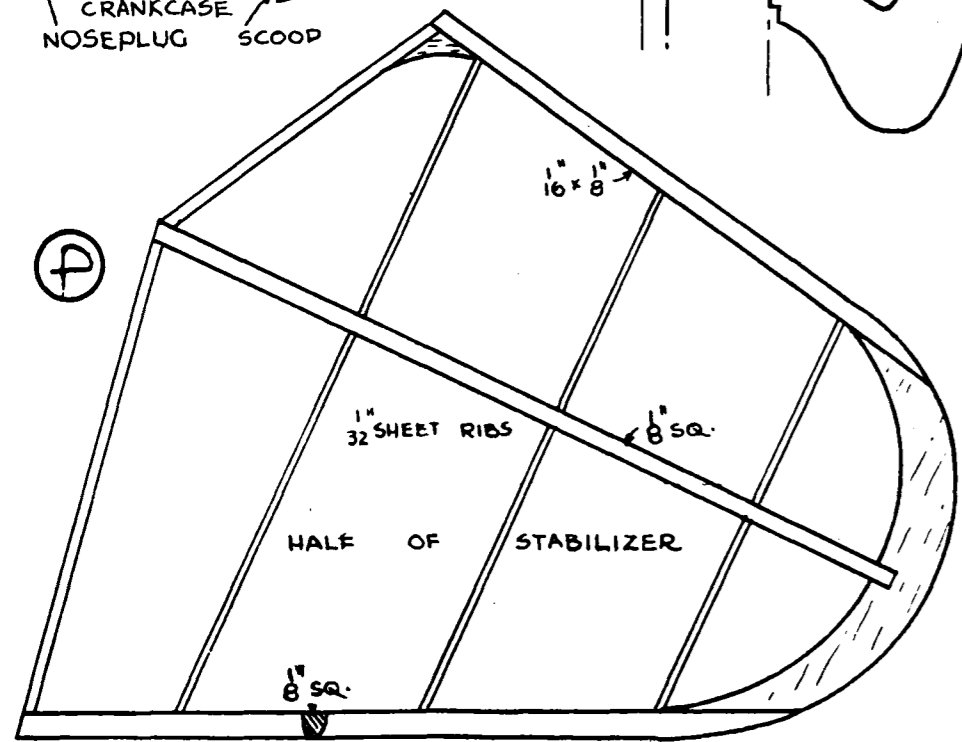 CRANKCASE
NOSEPLUG SCOOP
1" 16 x 1" 8
P
1" 32 SHEET RIBS
1" 8 SQ.
HALF OF STABILIZER
1" 8 SQ.